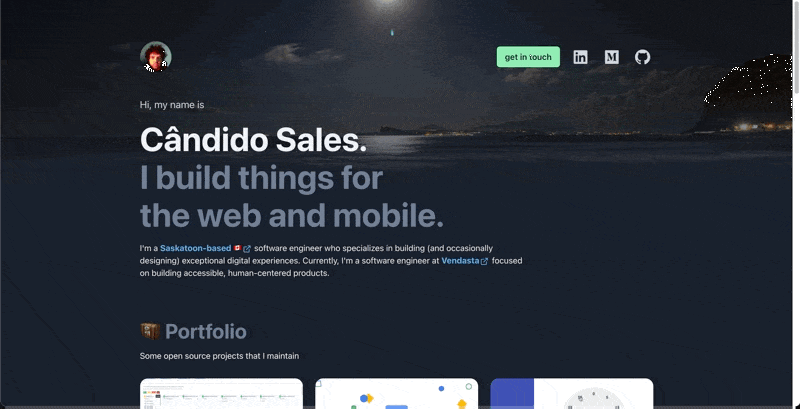 get in touch
M
Hi, my name is
Cândido Sales.
I build things for
the web and mobile.
I'm a Saskatoon-based 🇨🇦 software engineer who specializes in building (and occasionally
designing) exceptional digital experiences. Currently, I'm a software engineer at Vendasta focused
on building accessible, human-centered products.
Portfolio
Some open source projects that I maintain